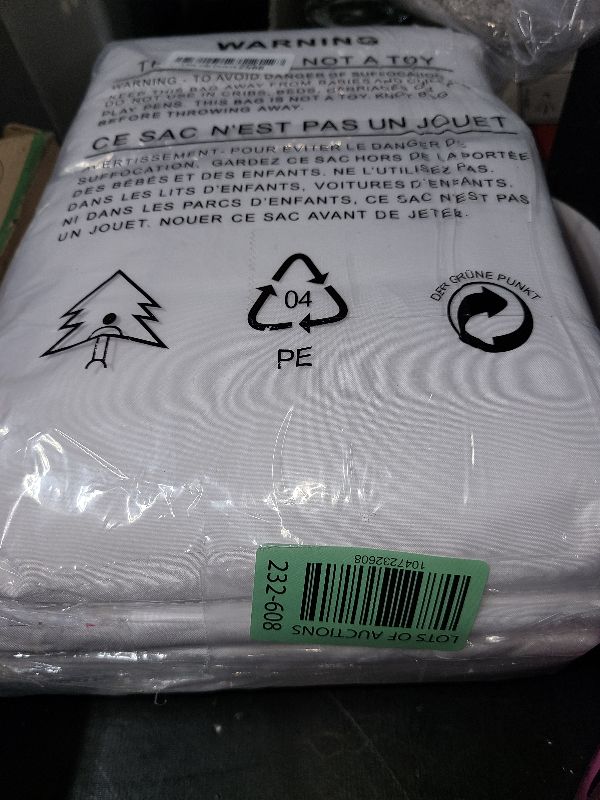 WARNING
NOT A TOY
WARNING - TO AVOID DANGER OF SUFFOCATION
KEEP THIS BAG AWAY FROM BABIES AND
DO NOT USE IN CRIBS, BEDS, CARRIAGES OR
PLAY PENS. THIS BAG IS NOT A TOY.
BEFORE THROWING AWAY.
CE SAC N'EST PAS UN JOUET
AVERTISSEMENT- POUR EVITER LE DANGER DE
SUFFOCATION, GARDEZ CE SAC HORS DE LA PORTÉE
DES BÉBÉS ET DES ENFANTS. NE L'UTILISEZ PAS.
DANS LES LITS D'ENFANTS, VOITURES D'ENFANTS.
NI DANS LES PARCS D'ENFANTS, CE SAC N'EST PAS
UN JOUET. NOUER CE SAC AVANT DE JETER.
04
PE
DER GRÜNE PUNKT
1047232608
232-608
LOTS OF AUCTIONS